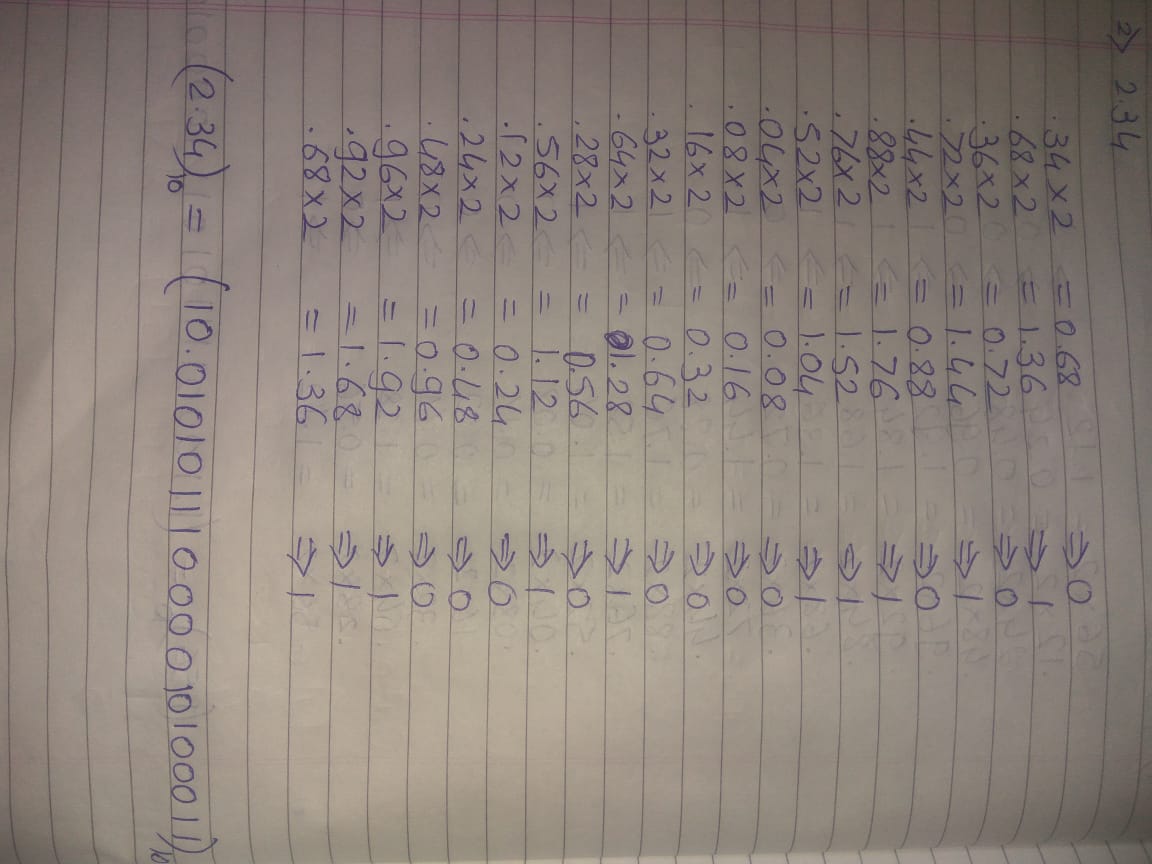 2> 2.34
.34 x 2 = 0.68 ⇒ 0
.68 x 2 = 1.36 ⇒ 1
.36 x 2 = 0.72 ⇒ 0
.72 x 2 = 1.44 ⇒ 1
.44 x 2 = 0.88 ⇒ 0
.88 x 2 = 1.76 ⇒ 1
.76 x 2 = 1.52 ⇒ 1
.52 x 2 = 1.04 ⇒ 1
.04 x 2 = 0.08 ⇒ 0
.08 x 2 = 0.16 ⇒ 0
.16 x 2 = 0.32 ⇒ 0
.32 x 2 = 0.64 ⇒ 0
.64 x 2 = 1.28 ⇒ 1
.28 x 2 = 0.56 ⇒ 0
.56 x 2 = 1.12 ⇒ 1
.12 x 2 = 0.24 ⇒ 0
.24 x 2 = 0.48 ⇒ 0
.48 x 2 = 0.96 ⇒ 0
.96 x 2 = 1.92 ⇒ 1
.92 x 2 = 1.68 ⇒ 1
.68 x 2 = 1.36 ⇒ 1
(2.34)10 = (10.01010111000010100011)10